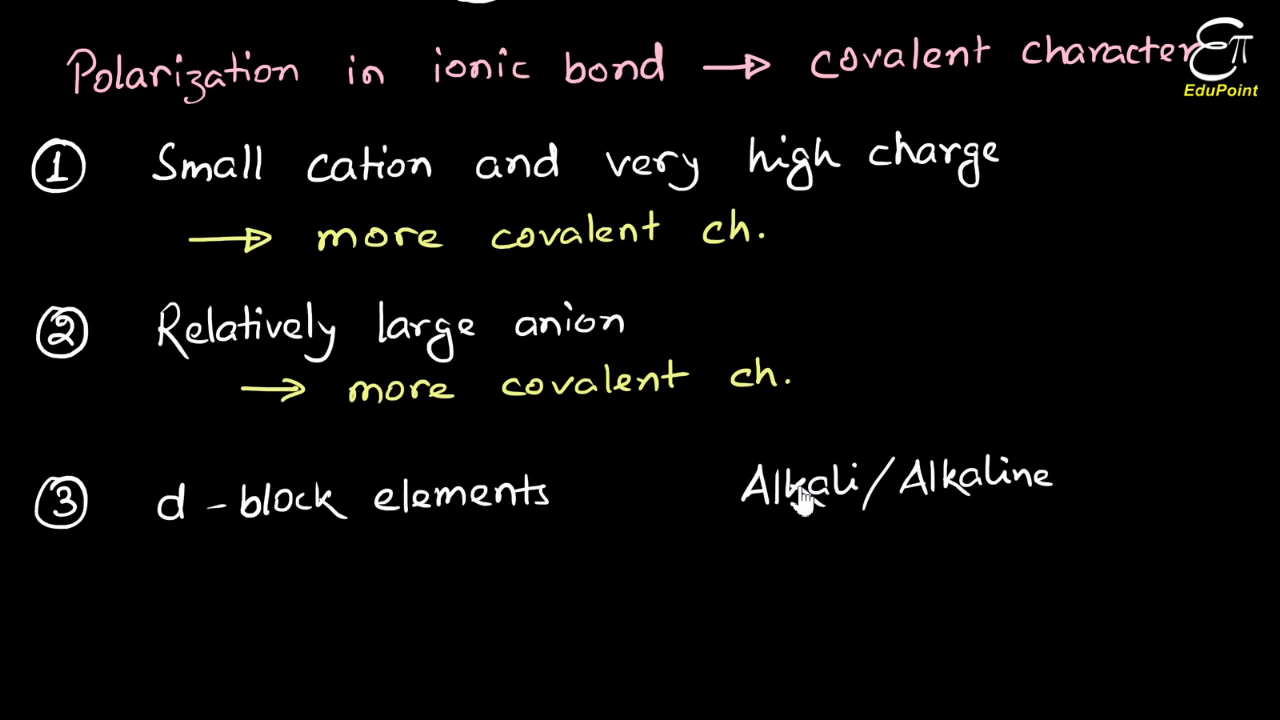 Polarization in ionic bond → covalent character
Επ
EduPoint
① Small cation and very high charge
→ more covalent ch.
② Relatively large anion
→ more covalent ch.
③ d-block elements Alkali/Alkaline